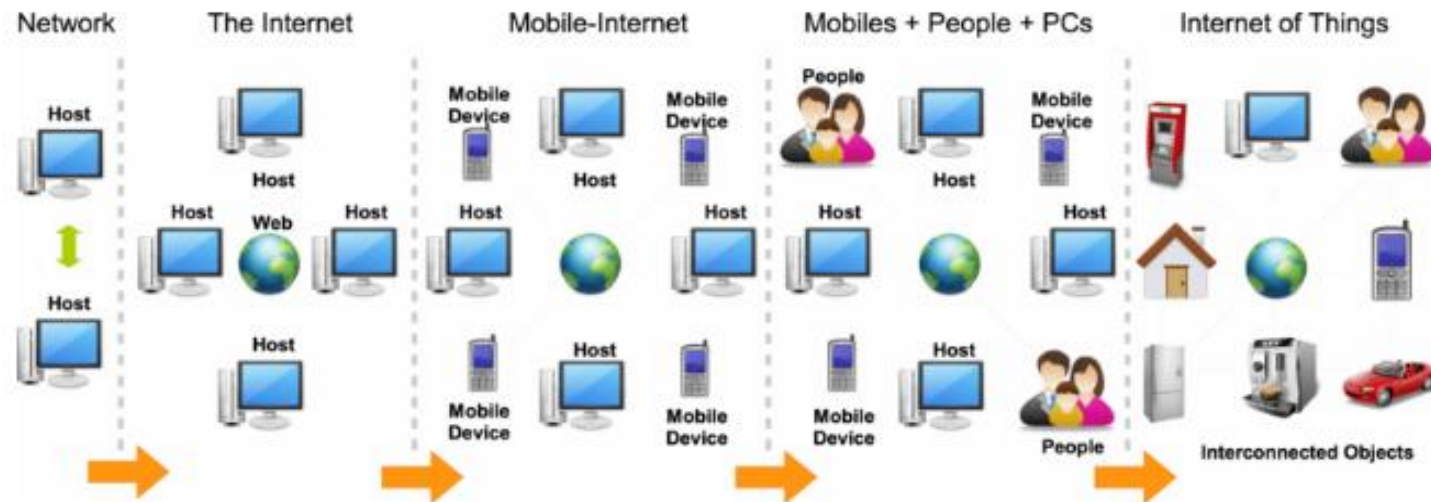 Network
The Internet
Mobile-Internet
Mobiles + People + PCs
Internet of Things
Host
Host
Host
Host
Web
Host
Host
Mobile
Device
Mobile
Device
Host
Host
Host
Mobile
Device
Host
Mobile
Device
People
Mobile
Device
Host
Host
Host
Mobile
Device
Host
People
Interconnected Objects